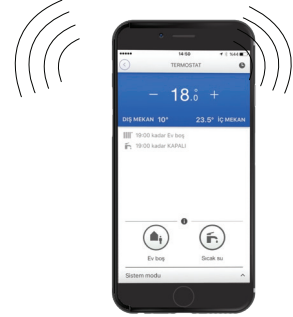 14:50
TERMOSTAT
− 18.0° +
DIŞ MEKAN 10° 23.5° İÇ MEKAN
19:00 kadar Ev boş
19:00 kadar KAPALI
Ev boş Sıcak su
Sistem modu